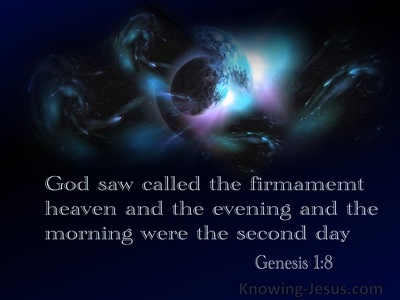 God saw called the firmamemt
heaven and the evening and the
morning were the second day
Genesis 1:8
Knowing-Jesus.com